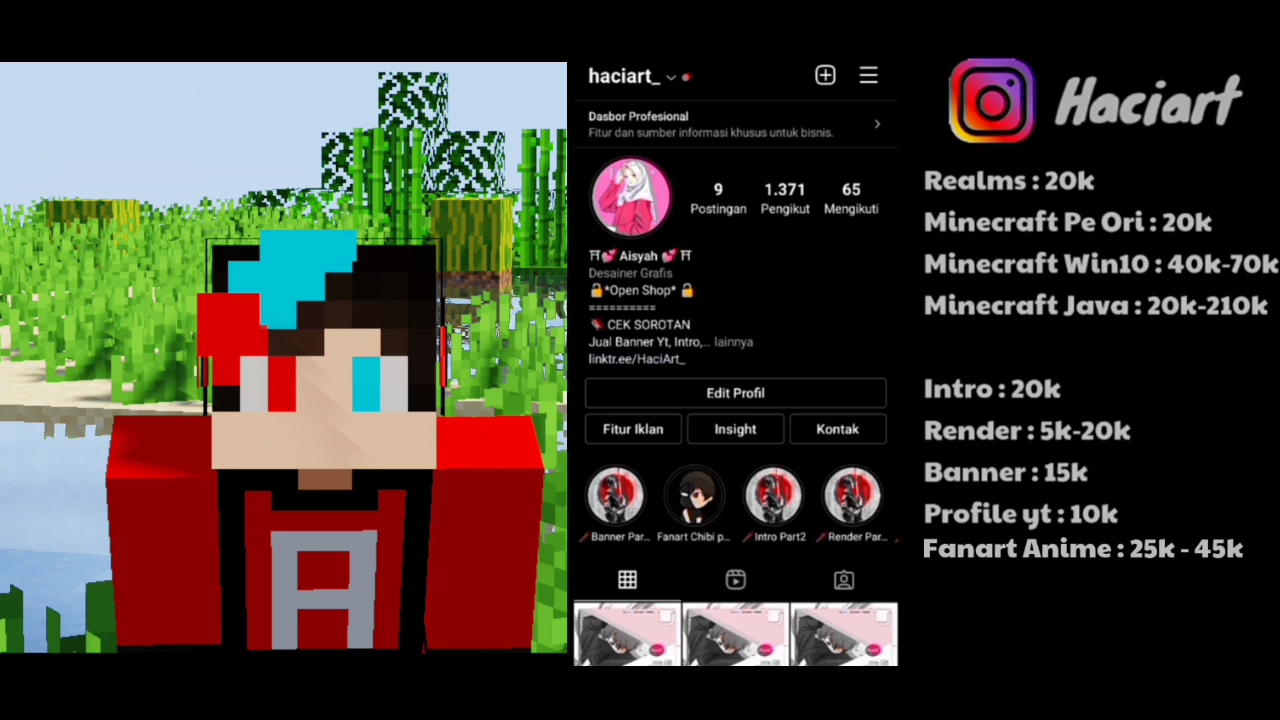 haciart_
Dasbor Profesional
Fitur dan sumber informasi khusus untuk bisnis.
9 1.371 65
Postingan Pengikut Mengikuti
⛩💕 Aisyah 💕⛩
Desainer Grafis
🔓*Open Shop* 🔓
==========
CEK SOROTAN
Jual Banner Yt, Intro,... lainnya
linktr.ee/HaciArt_
Edit Profil
Fitur Iklan Insight Kontak
Banner Par... Fanart Chibi p... Intro Part2 Render Par...
A
Haciart
Realms : 20k
Minecraft Pe Ori : 20k
Minecraft Win10 : 40k-70k
Minecraft Java : 20k-210k
Intro : 20k
Render : 5k-20k
Banner : 15k
Profile yt : 10k
Fanart Anime : 25k - 45k